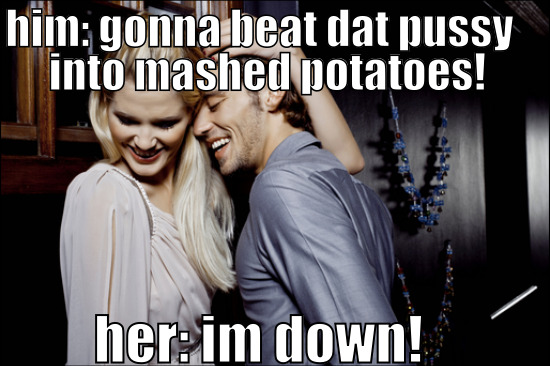 him: gonna beat dat pussy
into mashed potatoes!
her: im down!